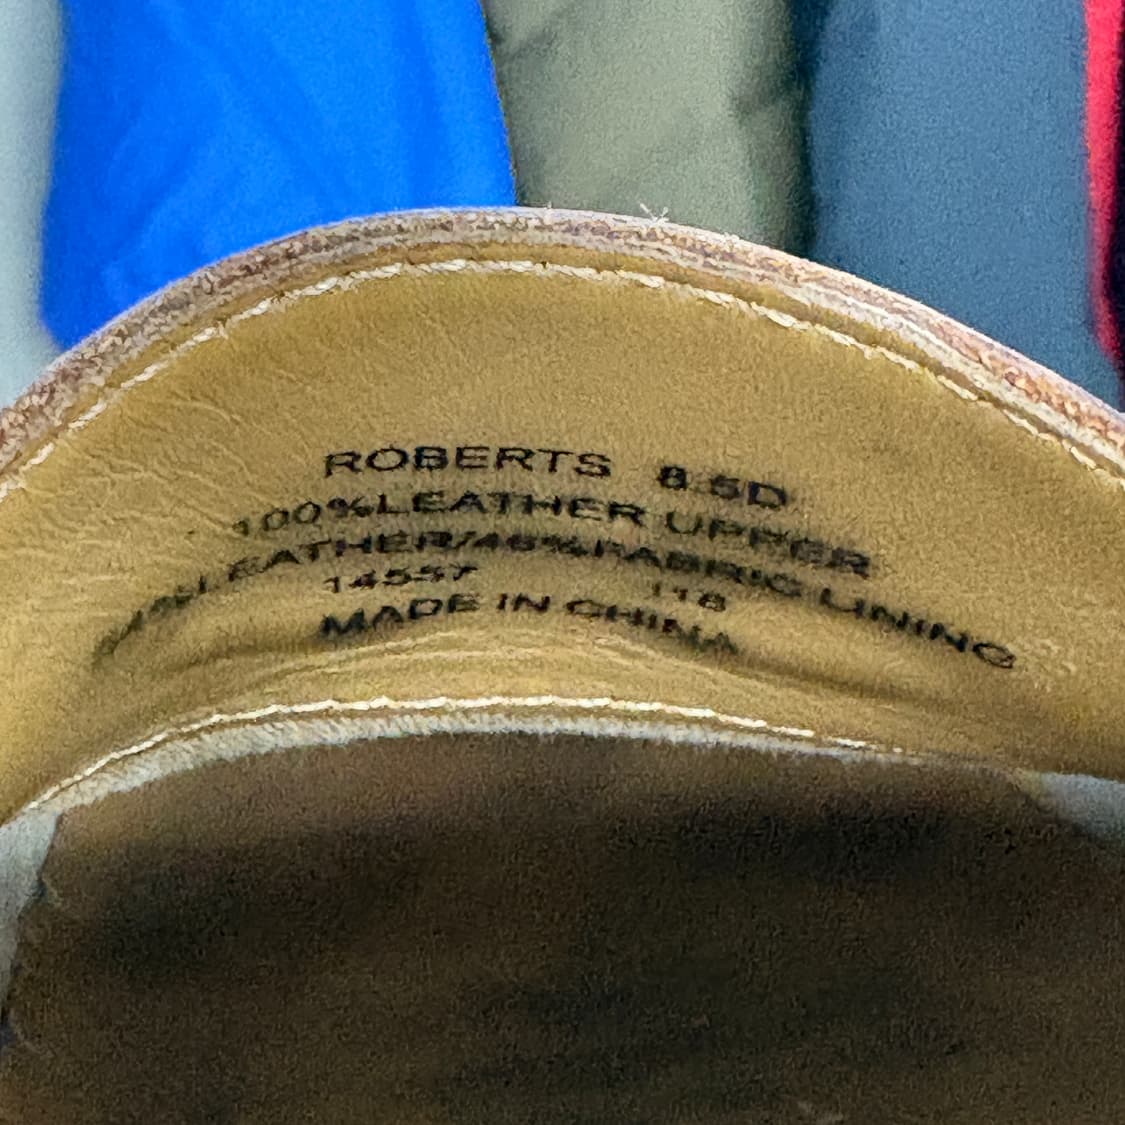 ROBERTS 8.5D
100%LEATHER UPPER
LEATHER/46%FABRIC LINING
14557 118
MADE IN CHINA